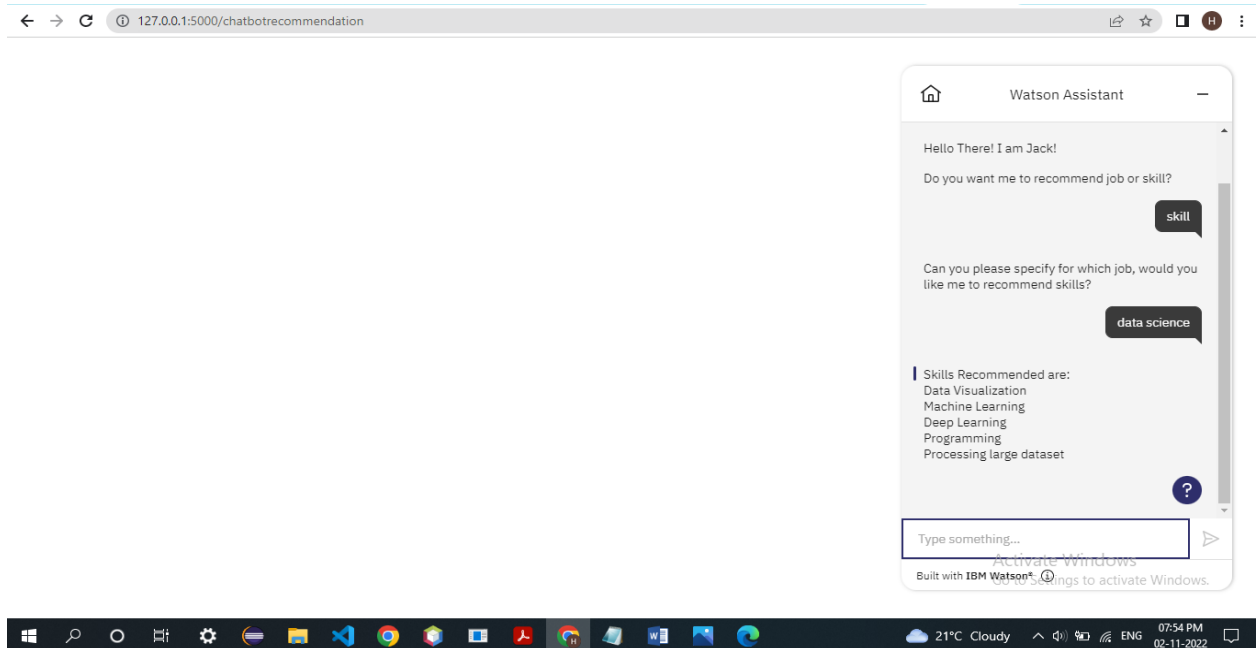 127.0.0.1:5000/chatbotrecommendation
H
Watson Assistant
Hello There! I am Jack!
Do you want me to recommend job or skill?
skill
Can you please specify for which job, would you
like me to recommend skills?
data science
Skills Recommended are:
Data Visualization
Machine Learning
Deep Learning
Programming
Processing large dataset
?
Type something...
Activate Windows
Built with IBM Watson®
Go to Settings to activate Windows.
21°C Cloudy
ENG
07:54 PM
02-11-2022